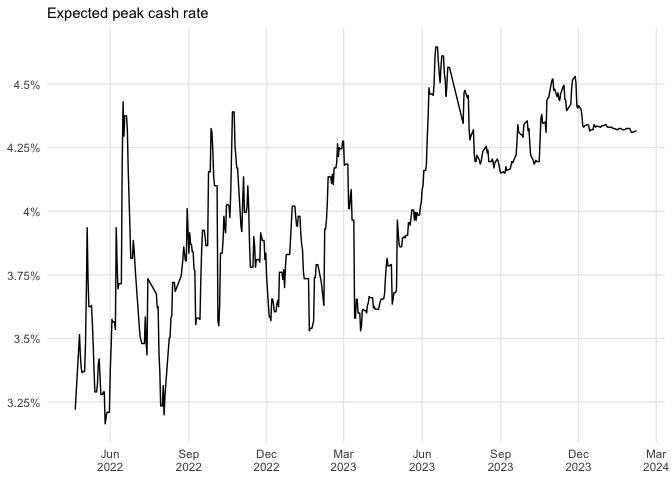 Expected peak cash rate
4.5%
4.25%
4%
3.75%
3.5%
3.25%
Jun Sep Dec Mar Jun Sep Dec Mar
2022 2022 2022 2023 2023 2023 2023 2024